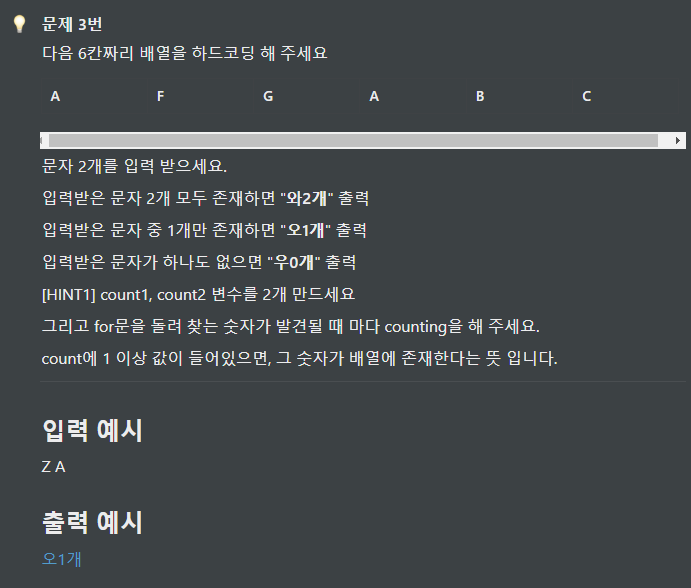 문제 3번
다음 6칸짜리 배열을 하드코딩 해 주세요
A F G A B C
문자 2개를 입력 받으세요.
입력받은 문자 2개 모두 존재하면 "와2개" 출력
입력받은 문자 중 1개만 존재하면 "오1개" 출력
입력받은 문자가 하나도 없으면 "우0개" 출력
[HINT1] count1, count2 변수를 2개 만드세요
그리고 for문을 돌려 찾는 숫자가 발견될 때 마다 counting을 해 주세요.
count에 1 이상 값이 들어있으면, 그 숫자가 배열에 존재한다는 뜻 입니다.
입력 예시
Z A
출력 예시
오1개